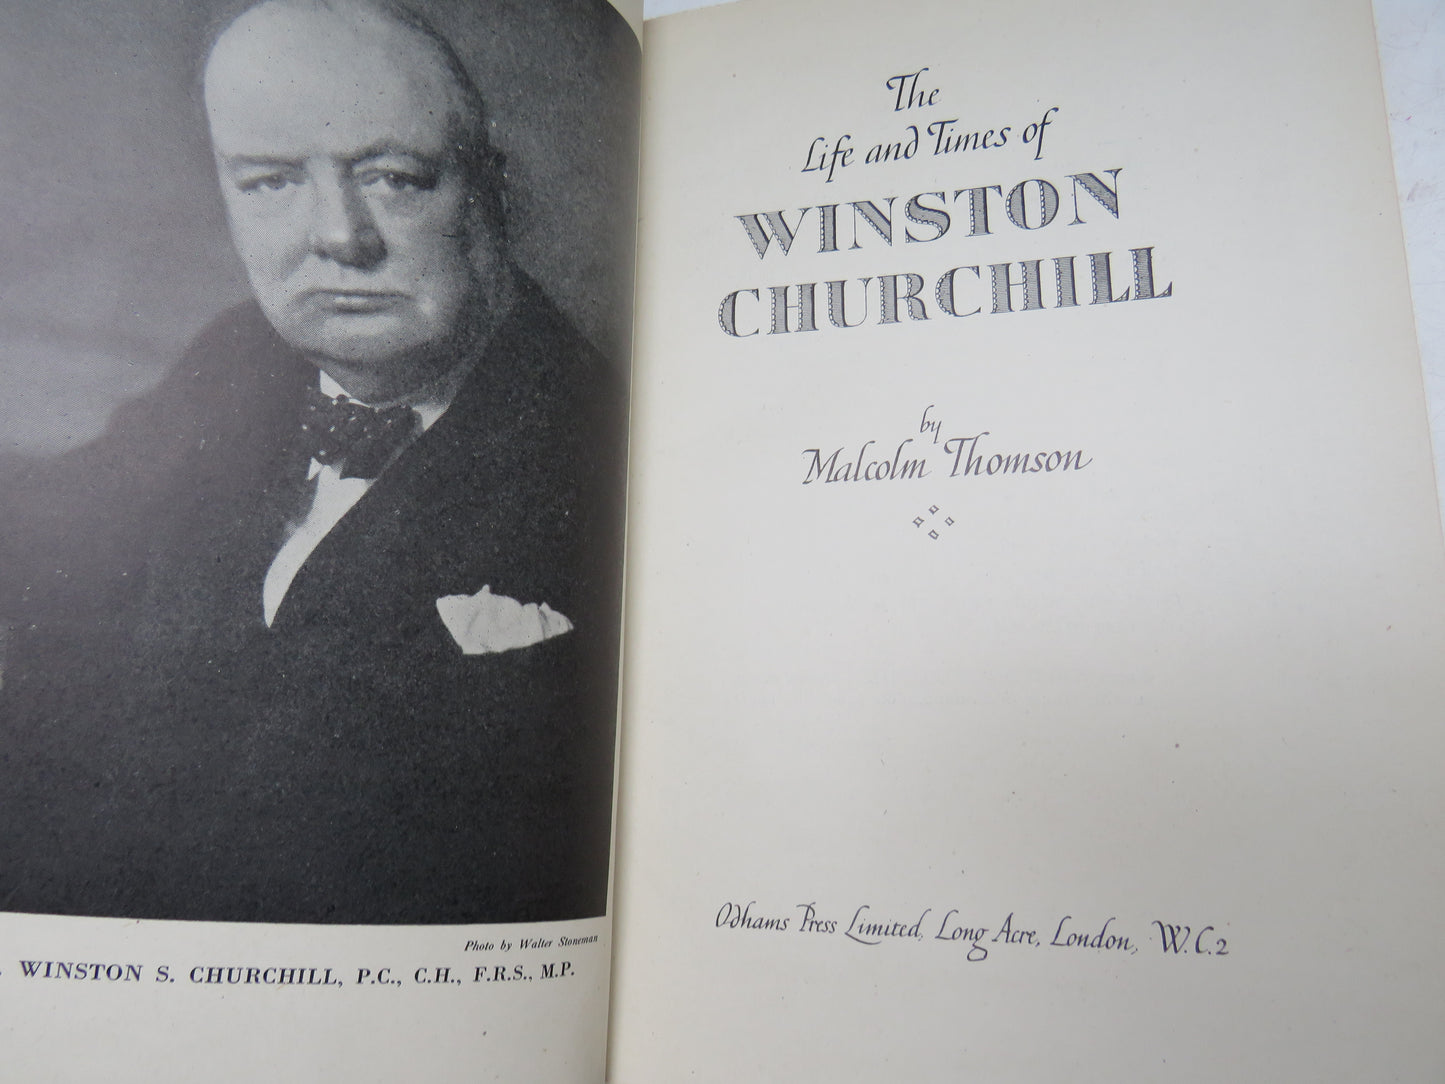 Photo by Walter Stoneman
WINSTON S. CHURCHILL, P.C., C.H., F.R.S., M.P.
The
Life and Times of
WINSTON
CHURCHILL
by
Malcolm Thomson
Odhams Press Limited, Long Acre, London, W.C.2